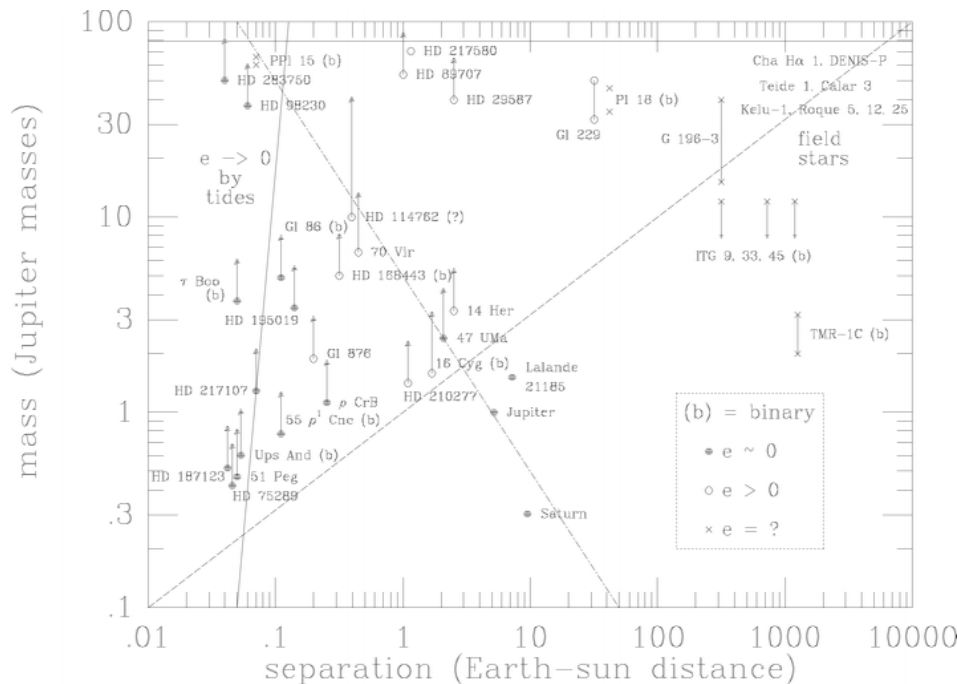 mass (Jupiter masses)
100
30
10
3
1
.3
.1
PPl 15 (b)
HD 283750
HD 98230
HD 217580
HD 89707
HD 29587
Pl 18 (b)
Gl 229
Cha Hα 1, DENIS-P
Teide 1, Calar 3
Kelu-1, Roque 5, 12, 25
G 196-3
field
stars
e -> 0
by
tides
Gl 86 (b)
HD 114762 (?)
70 Vir
HD 168443 (b)
ITG 9, 33, 45 (b)
τ Boo
(b)
HD 195019
14 Her
47 UMa
TMR-1C (b)
Gl 876
16 Cyg (b)
Lalande
21185
HD 217107
ρ CrB
HD 210277
Jupiter
55 ρ¹ Cnc (b)
Ups And (b)
HD 187123
51 Peg
HD 75289
Saturn
(b) = binary
e ~ 0
e > 0
e = ?
.01
0.1
1
10
100
1000
10000
separation (Earth-sun distance)